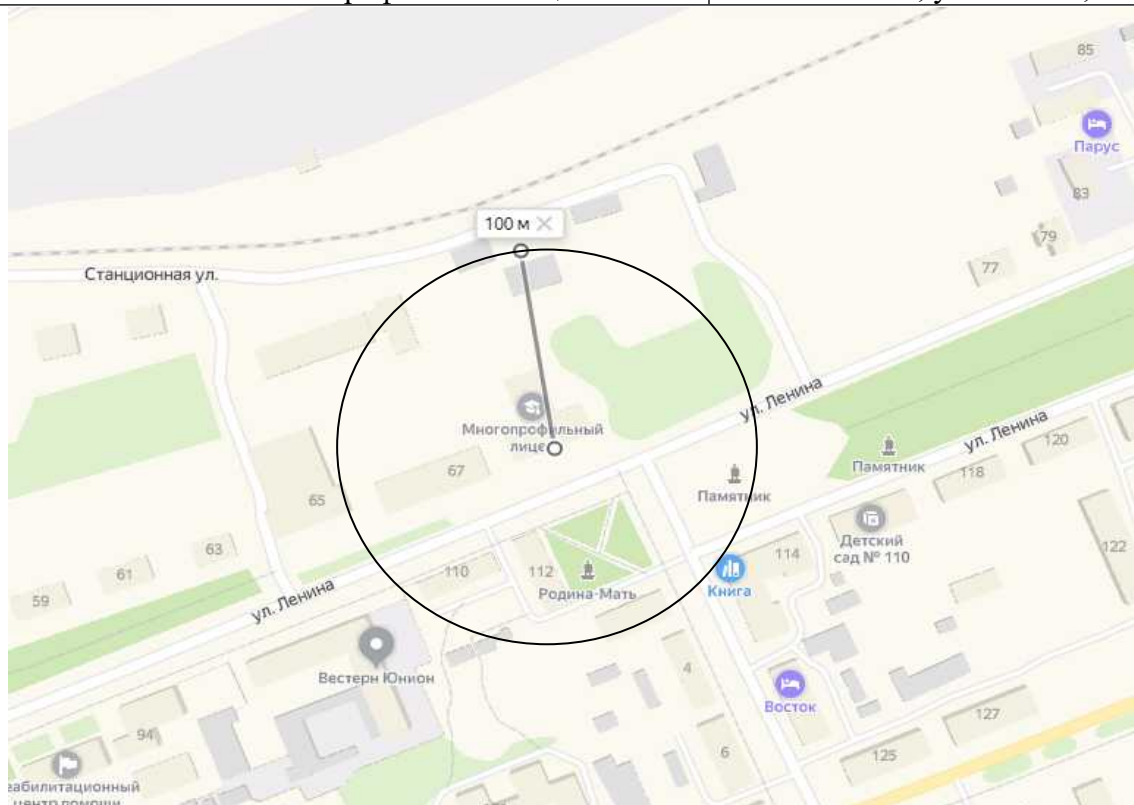 85
Парус
83
100 м
79
77
Станционная ул.
ул. Ленина
Многопрофильный
лице
ул. Ленина
120
Памятник
118
67
Памятник
65
Детский
сад № 110
122
63
114
61
110
112
Книга
59
Родина-Мать
ул. Ленина
4
Вестерн Юнион
Восток
127
94
6
125